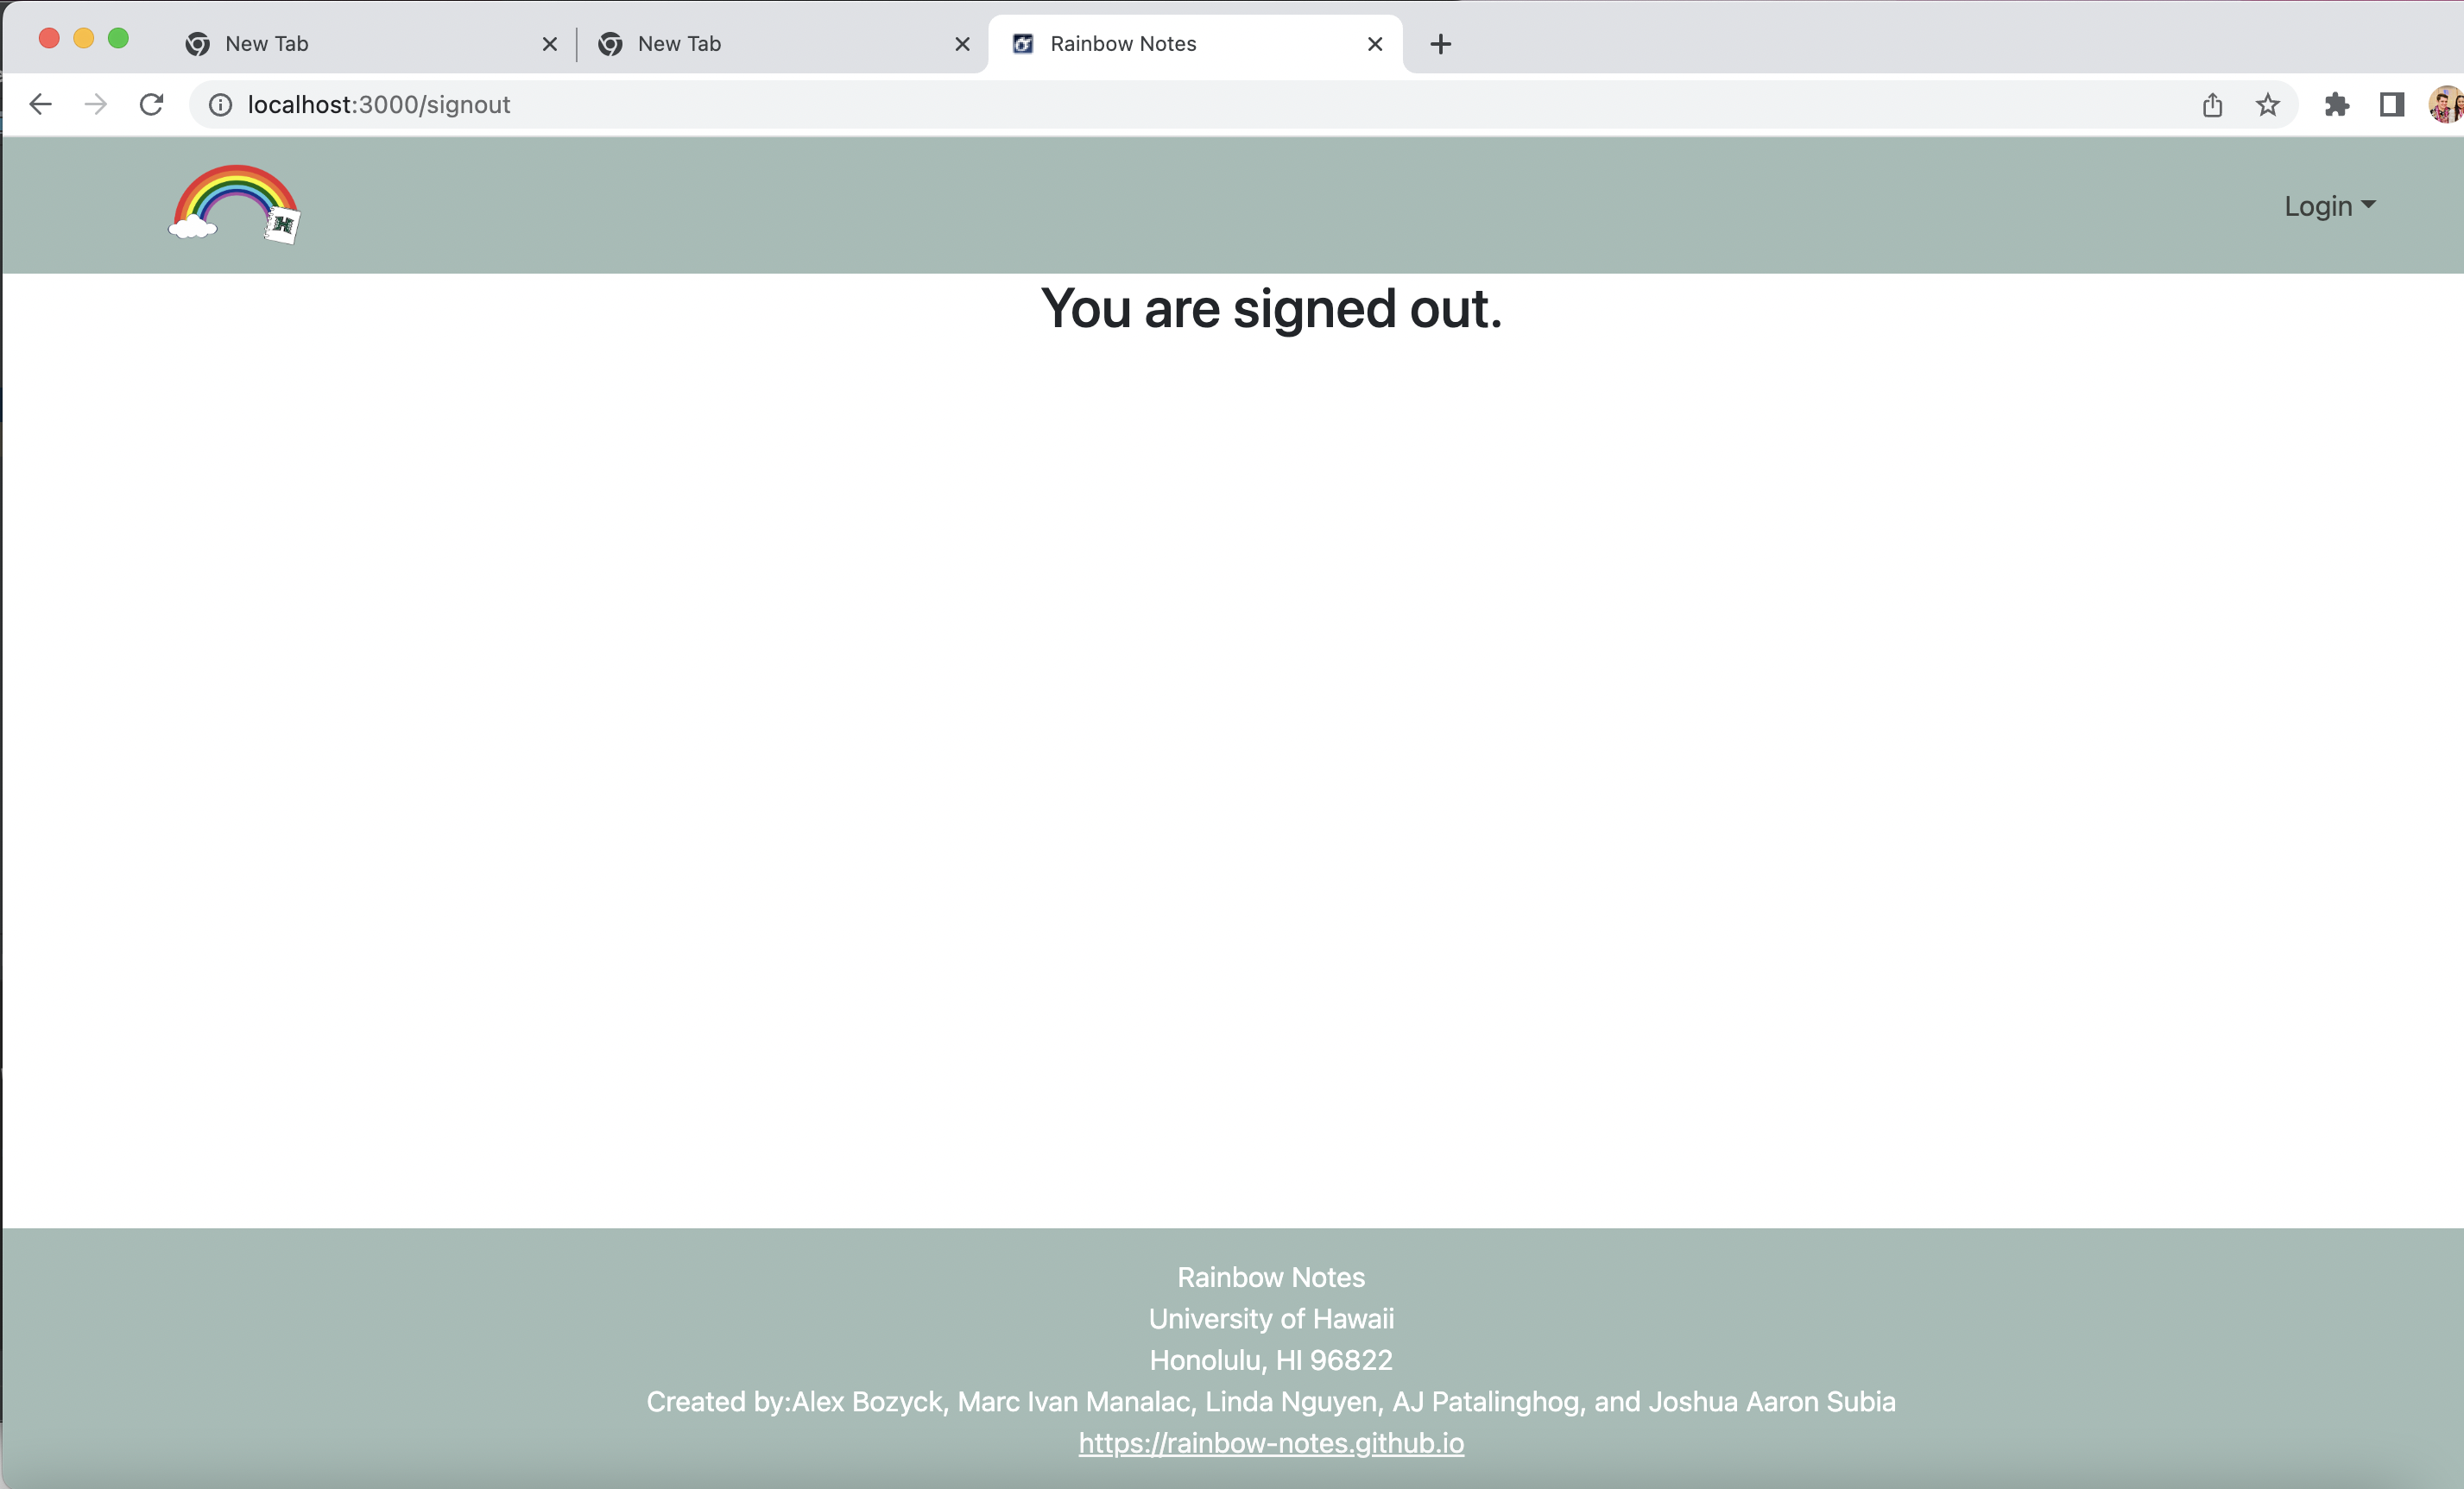 New Tab
New Tab
Rainbow Notes
localhost:3000/signout
H
Login
You are signed out.
Rainbow Notes
University of Hawaii
Honolulu, HI 96822
Created by:Alex Bozyck, Marc Ivan Manalac, Linda Nguyen, AJ Patalinghog, and Joshua Aaron Subia
https://rainbow-notes.github.io